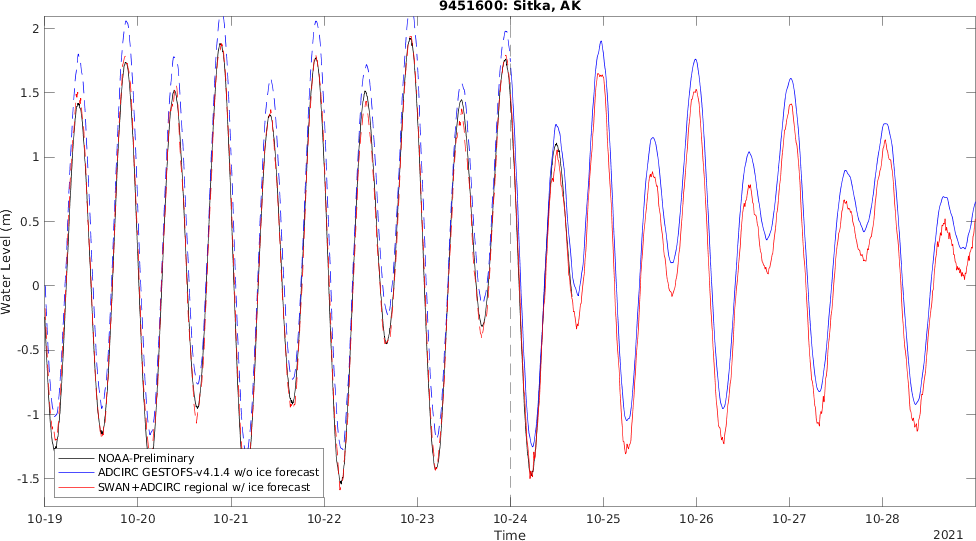 9451600: Sitka, AK
2
1.5
1
0.5
0
-0.5
-1
-1.5
Water Level (m)
NOAA-Preliminary
ADCIRC GESTOFS-v4.1.4 w/o ice forecast
SWAN+ADCIRC regional w/ ice forecast
10-19 10-20 10-21 10-22 10-23 10-24 10-25 10-26 10-27 10-28
Time
2021